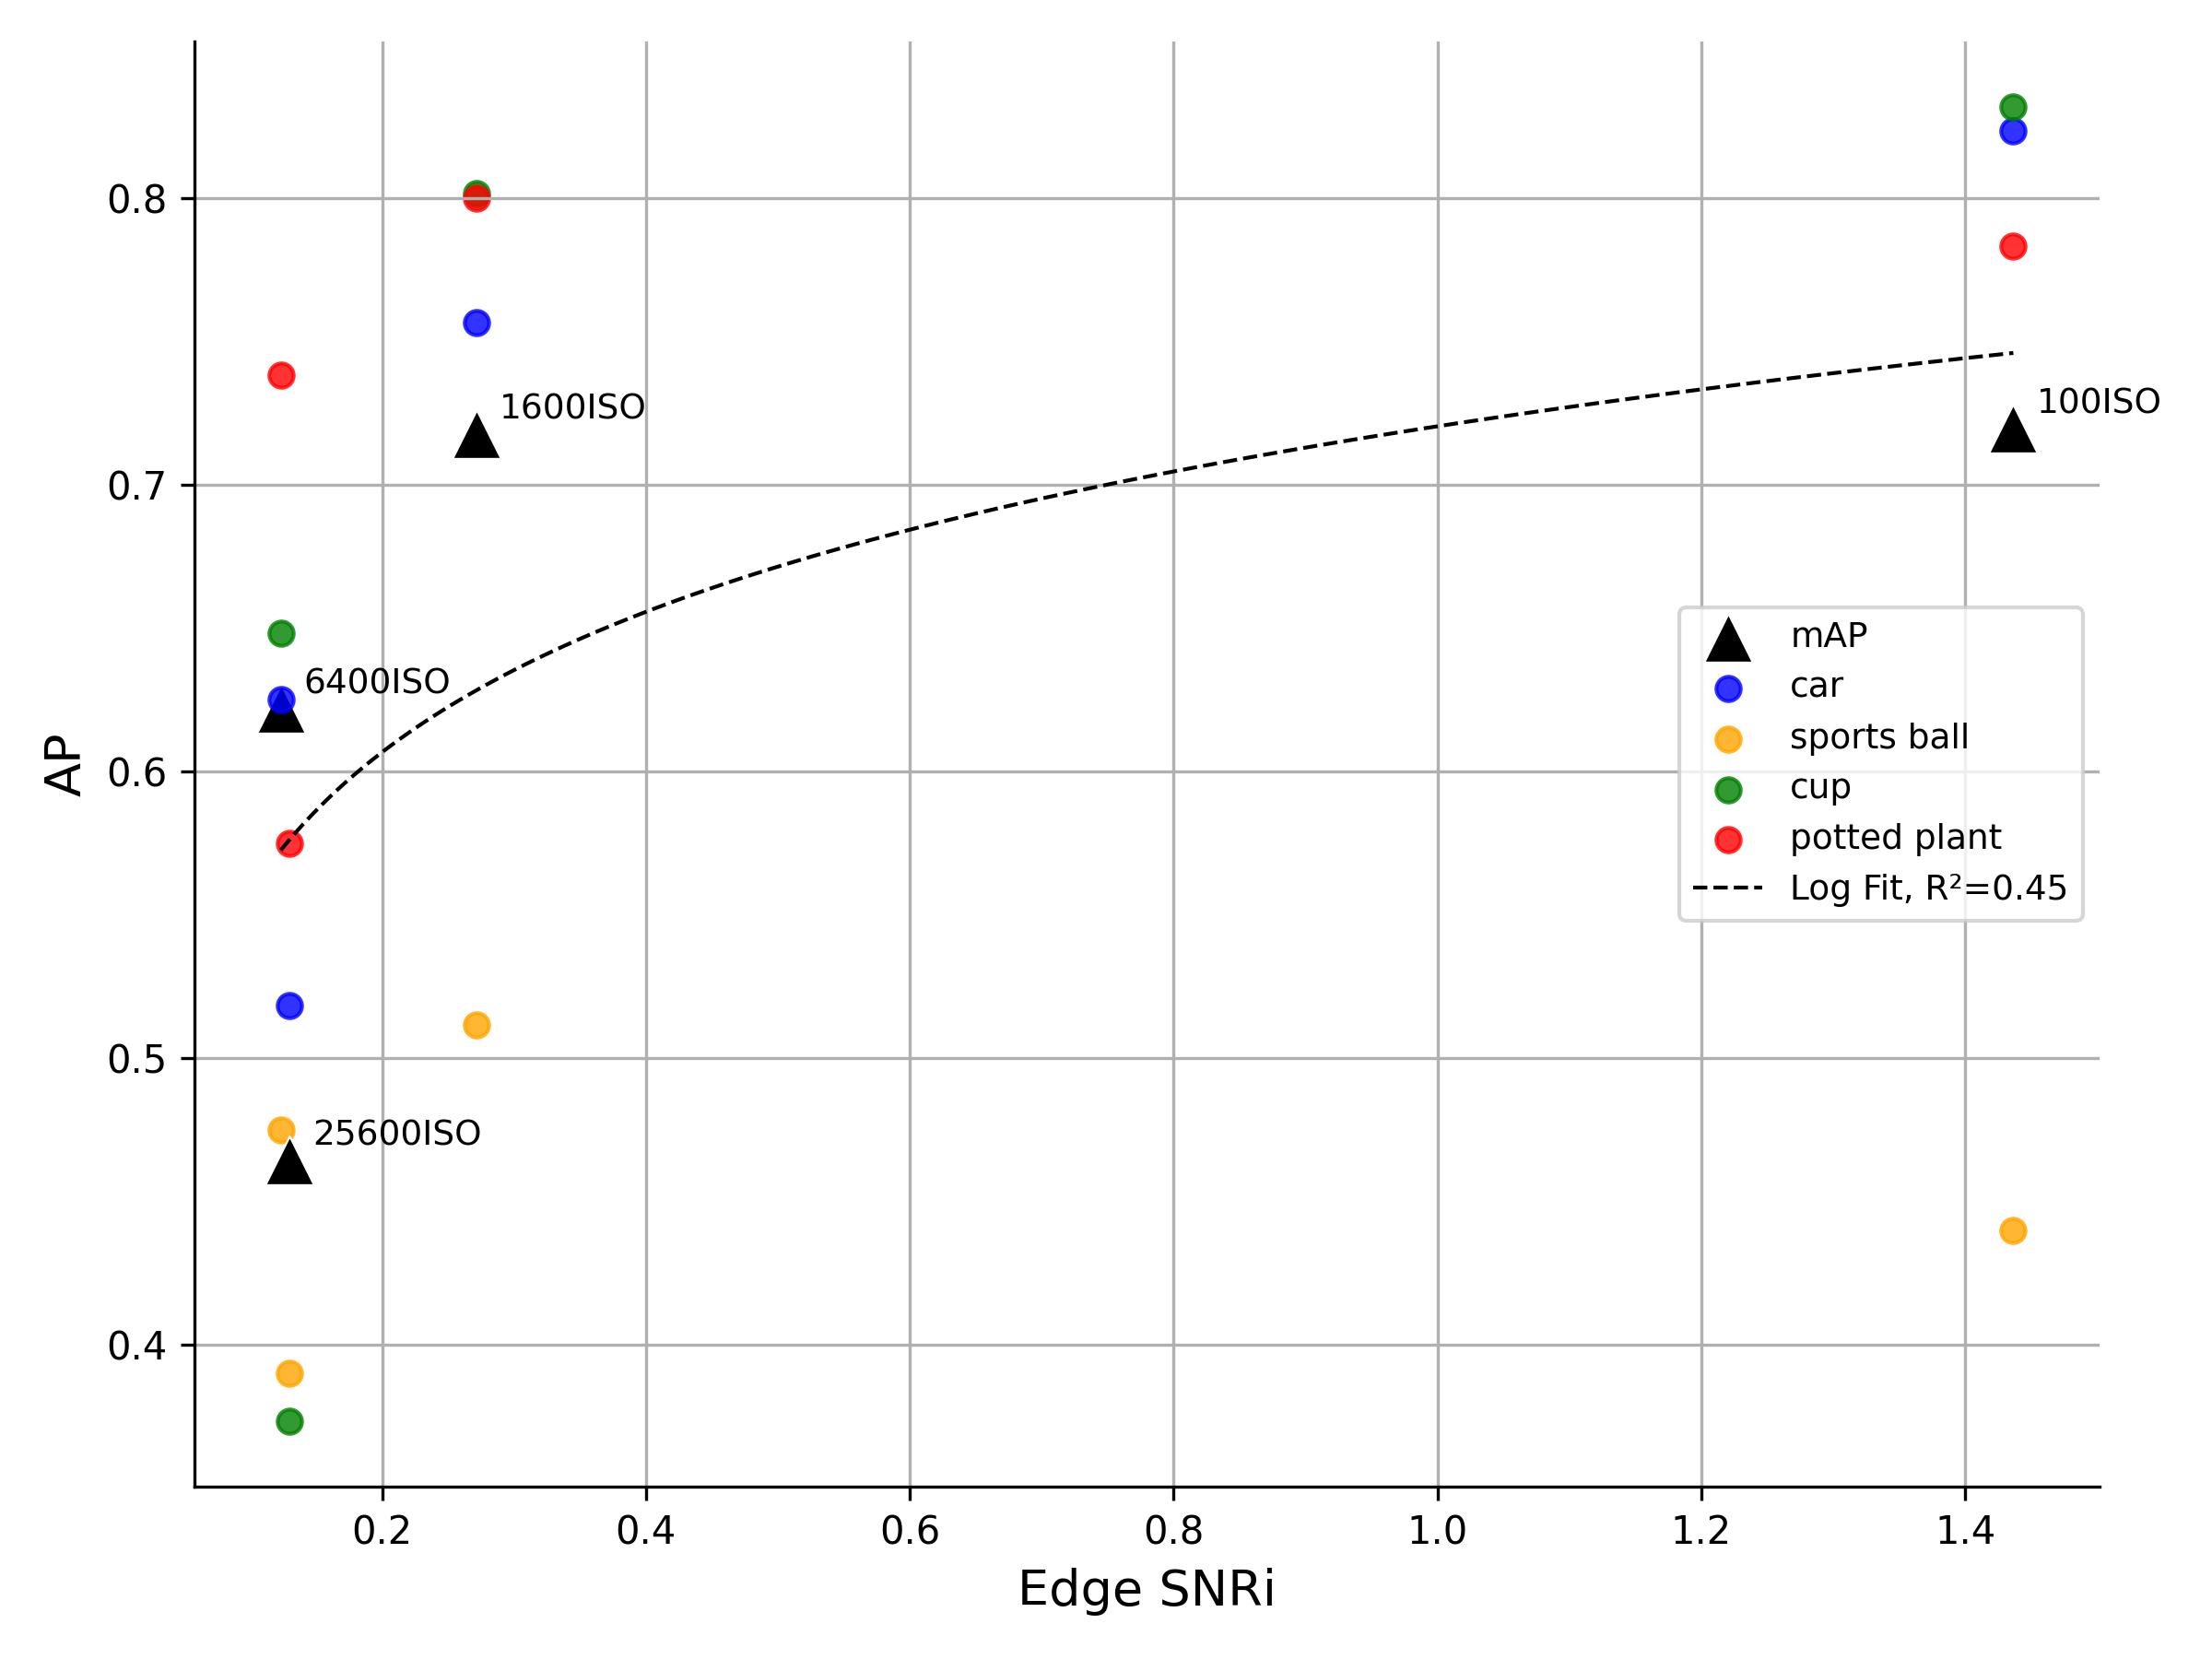 0.8
0.7
0.6
0.5
0.4
AP
1600ISO
100ISO
6400ISO
25600ISO
mAP
car
sports ball
cup
potted plant
Log Fit, R²=0.45
0.2 0.4 0.6 0.8 1.0 1.2 1.4
Edge SNRi